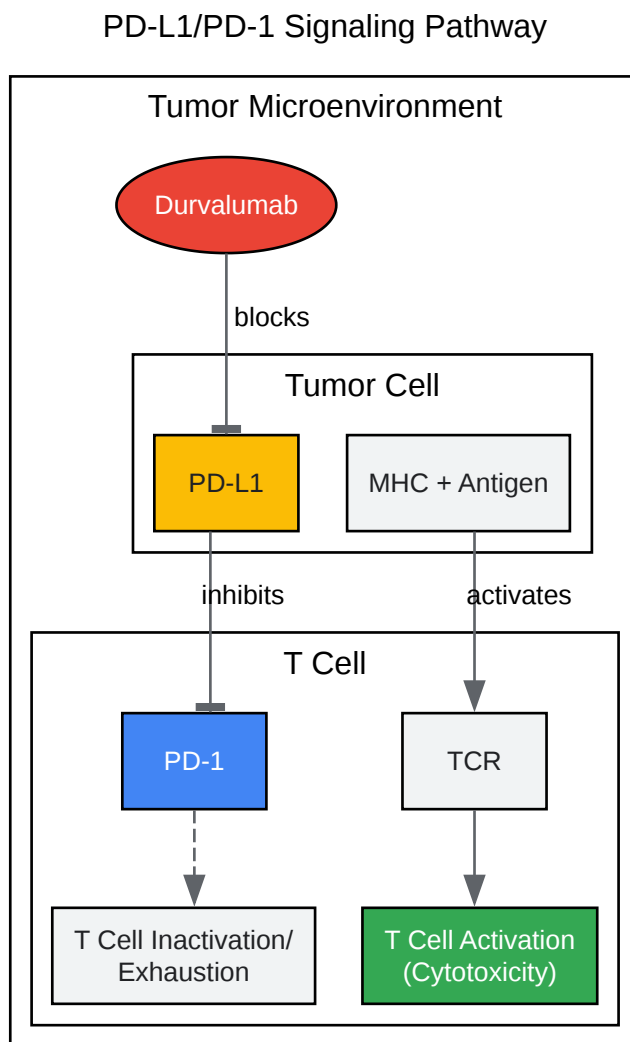 PD-L1/PD-1 Signaling Pathway
Tumor Microenvironment
Durvalumab
blocks
Tumor Cell
PD-L1
MHC + Antigen
inhibits
activates
T Cell
PD-1
TCR
T Cell Inactivation/
Exhaustion
T Cell Activation
(Cytotoxicity)